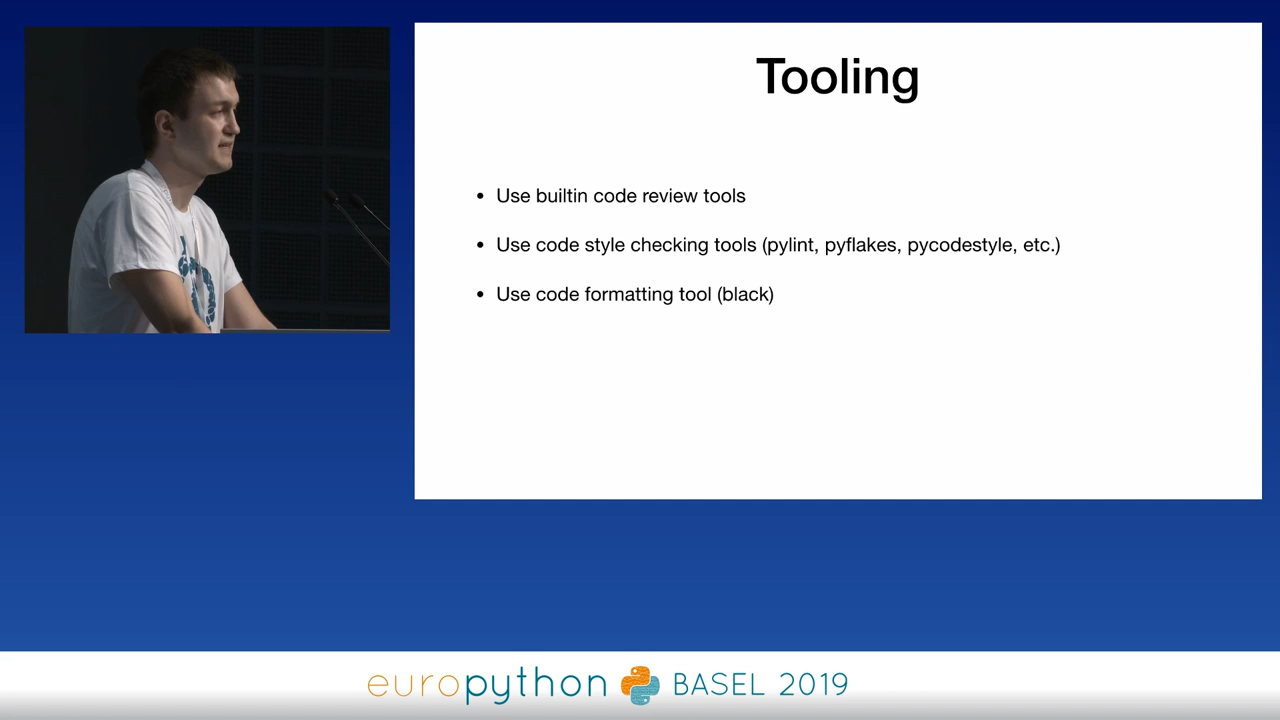 Tooling
• Use builtin code review tools
• Use code style checking tools (pylint, pyflakes, pycodestyle, etc.)
• Use code formatting tool (black)
europython BASEL 2019